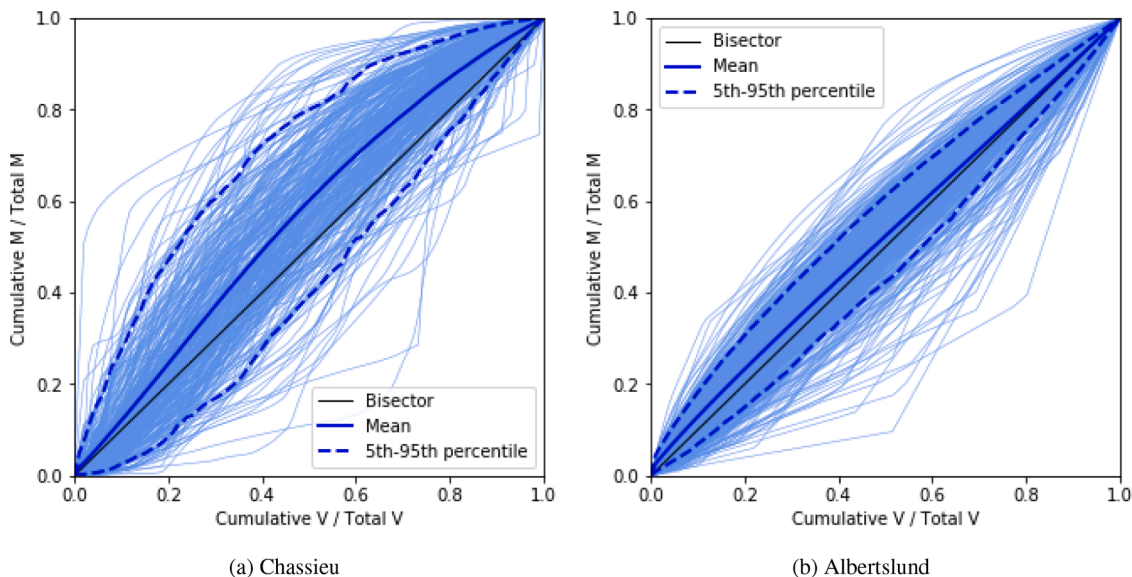 1.0
0.8
0.6
0.4
0.2
0.0
Cumulative M / Total M
Bisector
Mean
5th-95th percentile
0.0 0.2 0.4 0.6 0.8 1.0
Cumulative V / Total V
(a) Chassieu
1.0
0.8
0.6
0.4
0.2
0.0
Cumulative M / Total M
Bisector
Mean
5th-95th percentile
0.0 0.2 0.4 0.6 0.8 1.0
Cumulative V / Total V
(b) Albertslund